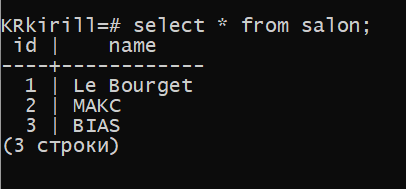 KRkirill=# select * from salon;
 id |    name
----+------------
  1 | Le Bourget
  2 | МАКС
  3 | BIAS
(3 строки)